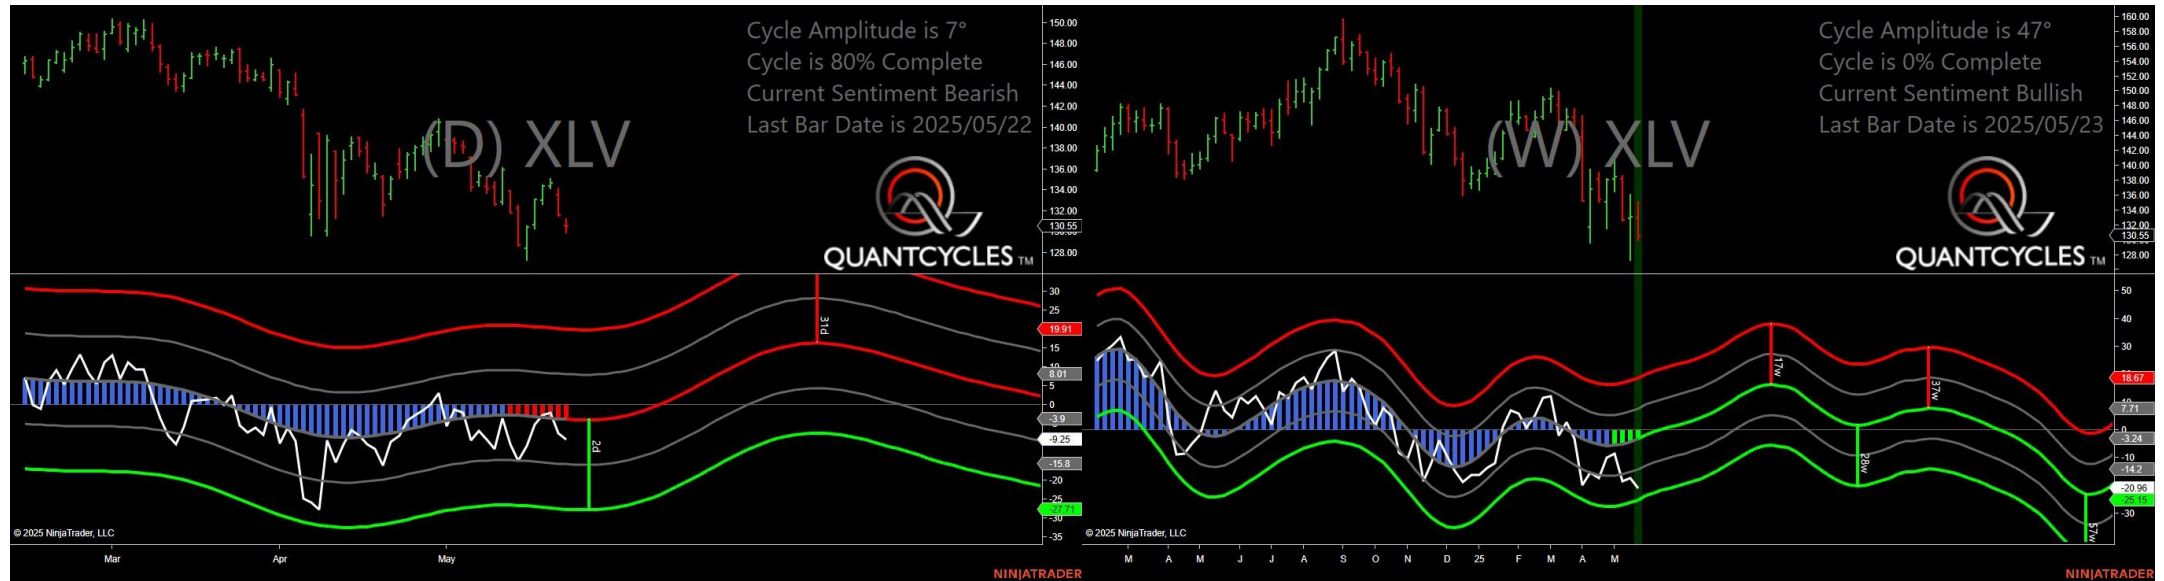 Cycle Amplitude is 7°
Cycle is 80% Complete
Current Sentiment Bearish
Last Bar Date is 2025/05/22
(D) XLV
QUANTCYCLES TM
150.00
148.00
146.00
144.00
142.00
140.00
138.00
136.00
134.00
132.00
130.55
128.00
30
25
19.91
15
8.01
5
0
-3.9
-9.25
-15.8
-20
-25
-27.71
-30
-35
31d
2d
© 2025 NinjaTrader, LLC
Mar
Apr
May
NINJATRADER
Cycle Amplitude is 47°
Cycle is 0% Complete
Current Sentiment Bullish
Last Bar Date is 2025/05/23
(W) XLV
QUANTCYCLES TM
160.00
158.00
156.00
154.00
152.00
150.00
148.00
146.00
144.00
142.00
140.00
138.00
136.00
134.00
132.00
130.55
128.00
50
40
30
18.67
7.71
0
-3.24
-10
-14.2
-20.96
-25.15
-30
17w
37w
28w
57w
© 2025 NinjaTrader, LLC
M A M J J A S O N D 25 F M A M
NINJATRADER